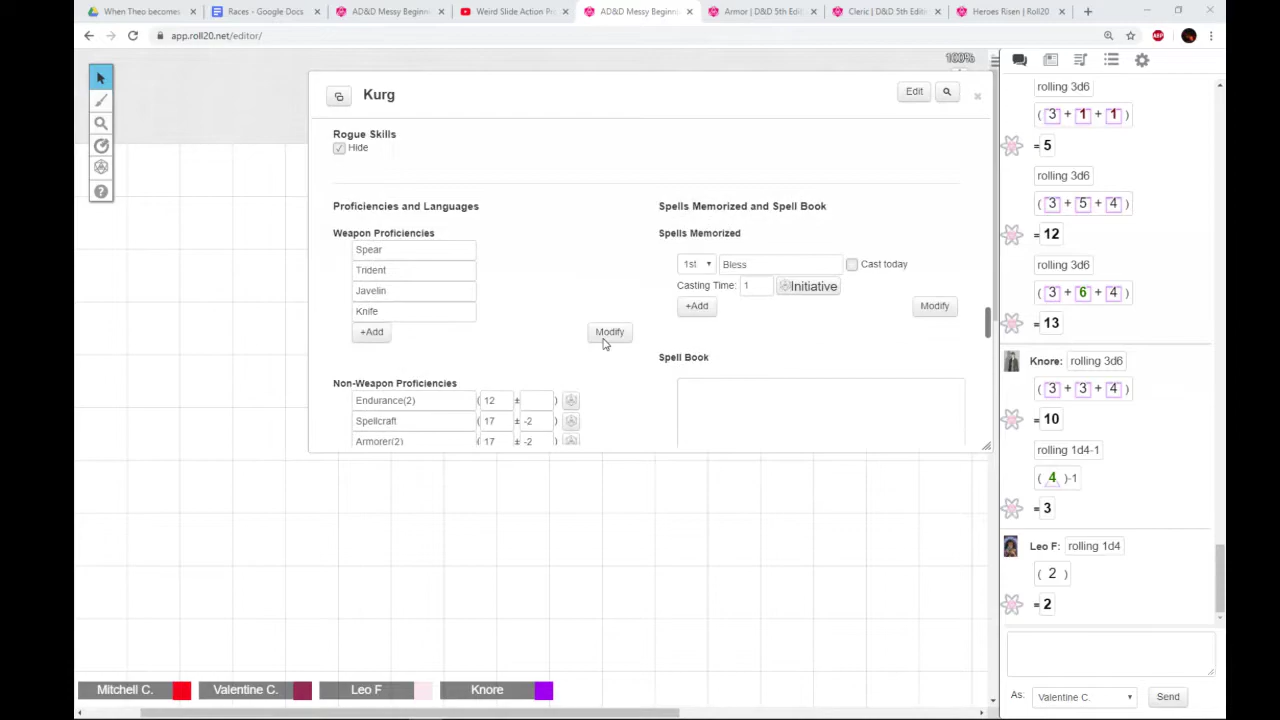 When Theo becomes
Races - Google Docs
AD&D Messy Beginn
Weird Slide Action Pr
AD&D Messy Beginn
Armor | D&D 5th Edit
Cleric | D&D 5th Edit
Heroes Risen | Roll20
app.roll20.net/editor/
100%
Kurg
Edit
Rogue Skills
Hide
Proficiencies and Languages
Weapon Proficiencies
Spear
Trident
Javelin
Knife
+Add
Modify
Non-Weapon Proficiencies
Endurance(2) ( 12 ± )
Spellcraft ( 17 ± -2 )
Armorer(2) ( 17 ± -2 )
Spells Memorized and Spell Book
Spells Memorized
1st Bless Cast today
Casting Time: 1 Initiative
+Add Modify
Spell Book
rolling 3d6
( 3 + 1 + 1 )
= 5
rolling 3d6
( 3 + 5 + 4 )
= 12
rolling 3d6
( 3 + 6 + 4 )
= 13
Knore: rolling 3d6
( 3 + 3 + 4 )
= 10
rolling 1d4-1
( 4 )-1
= 3
Leo F: rolling 1d4
( 2 )
= 2
As: Valentine C. Send
Mitchell C. Valentine C. Leo F Knore